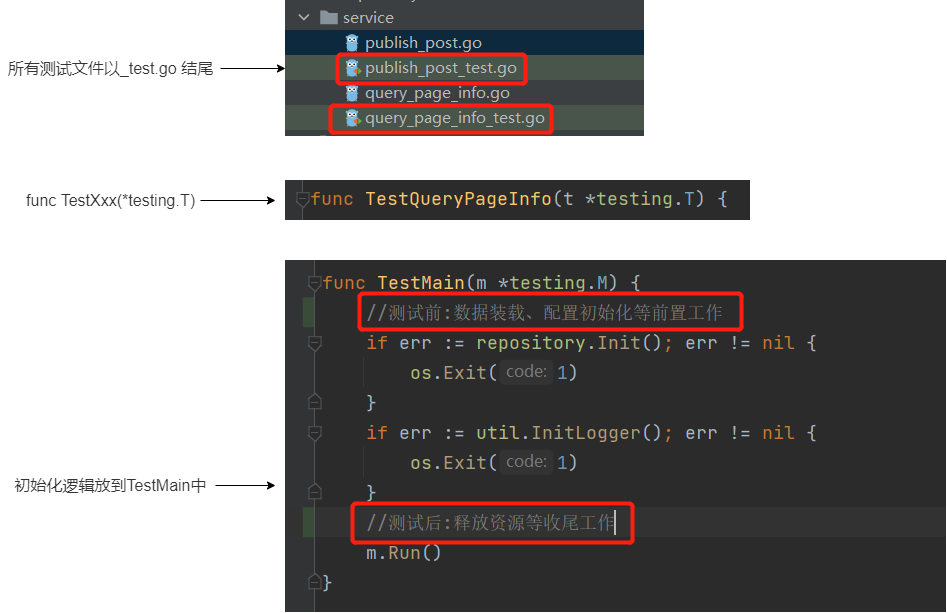 service
publish_post.go
所有测试文件以_test.go 结尾
publish_post_test.go
query_page_info.go
query_page_info_test.go
func TestXxx(*testing.T)
func TestQueryPageInfo(t *testing.T) {
func TestMain(m *testing.M) {
//测试前:数据装载、配置初始化等前置工作
if err := repository.Init(); err != nil {
os.Exit( code: 1)
}
if err := util.InitLogger(); err != nil {
os.Exit( code: 1)
初始化逻辑放到TestMain中
}
//测试后:释放资源等收尾工作
m.Run()
}